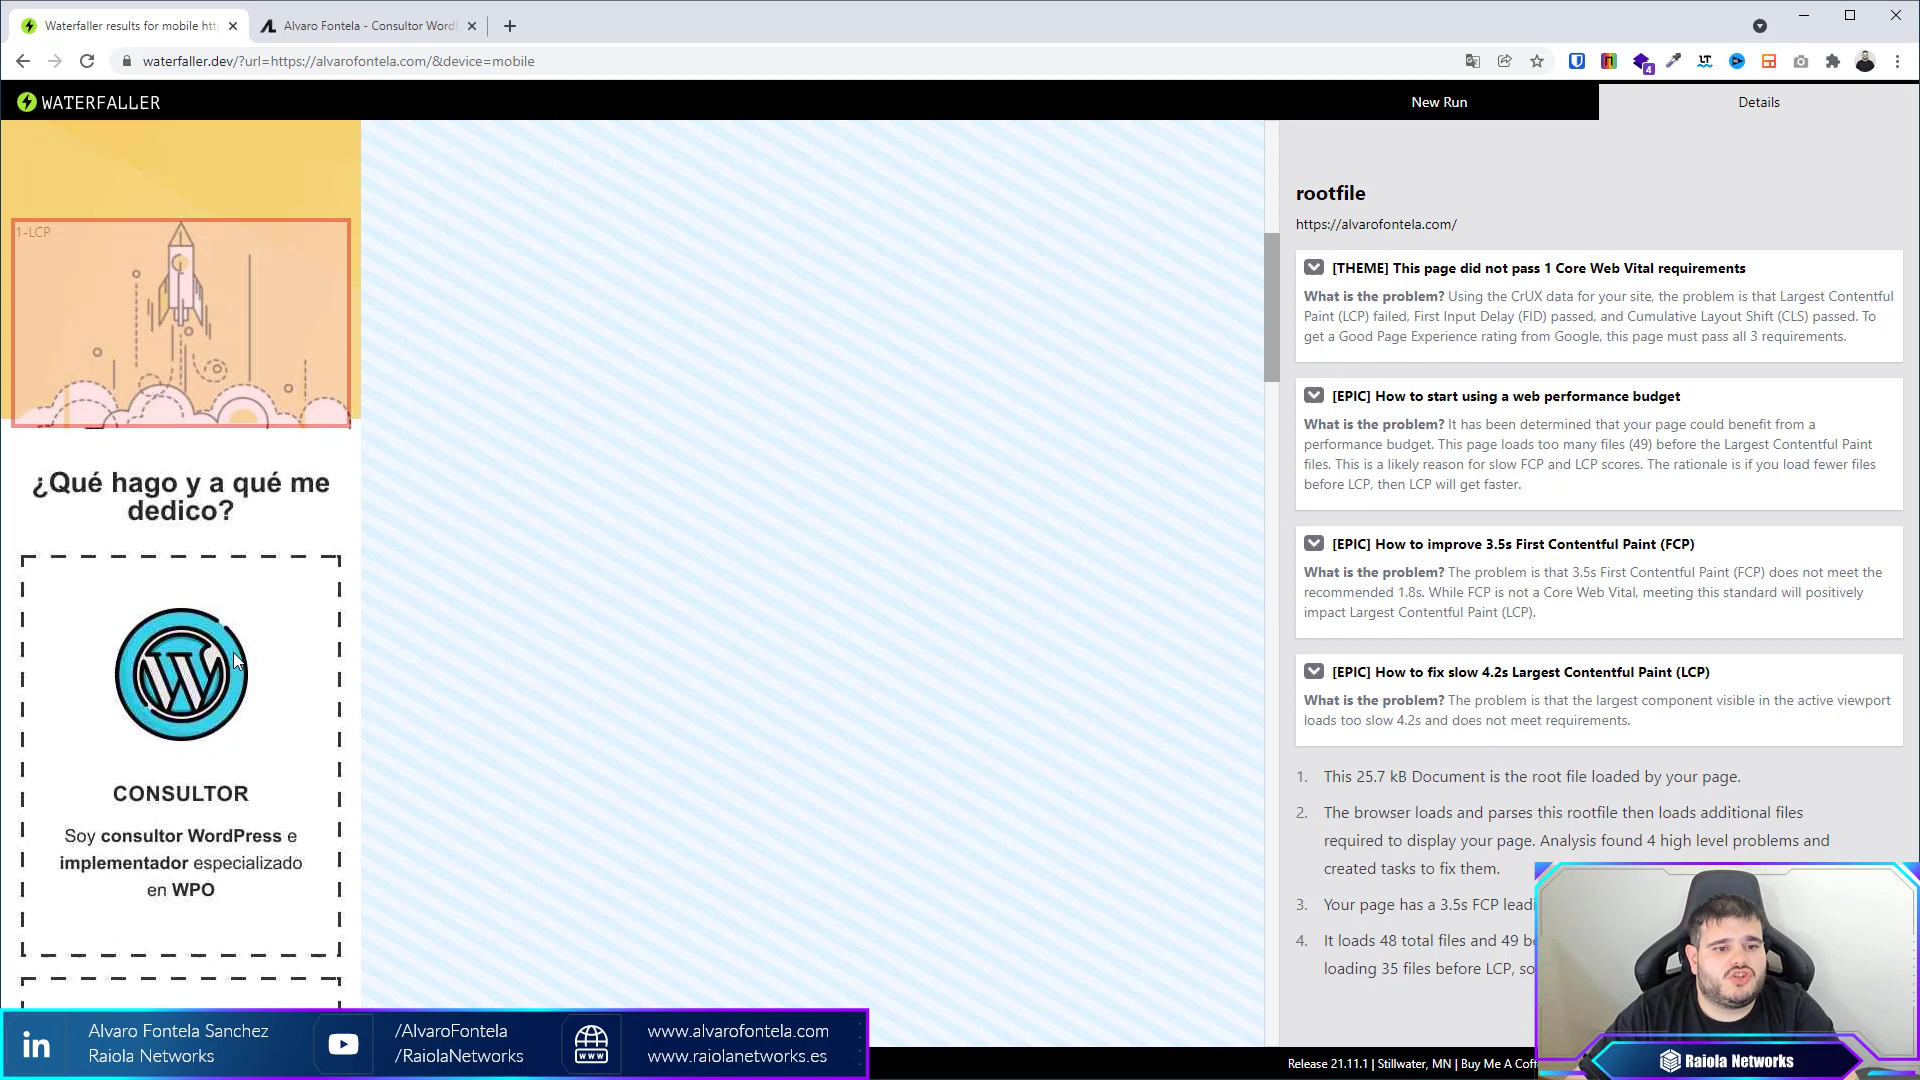 Waterfaller results for mobile htt
Alvaro Fontela - Consultor Word
waterfaller.dev/?url=https://alvarofontela.com/&device=mobile
4
WATERFALLER
New Run
Details
1-LCP
¿Qué hago y a qué me
dedico?
CONSULTOR
Soy consultor WordPress e
implementador especializado
en WPO
rootfile
https://alvarofontela.com/
[THEME] This page did not pass 1 Core Web Vital requirements
What is the problem? Using the CrUX data for your site, the problem is that Largest Contentful
Paint (LCP) failed, First Input Delay (FID) passed, and Cumulative Layout Shift (CLS) passed. To
get a Good Page Experience rating from Google, this page must pass all 3 requirements.
[EPIC] How to start using a web performance budget
What is the problem? It has been determined that your page could benefit from a
performance budget. This page loads too many files (49) before the Largest Contentful Paint
files. This is a likely reason for slow FCP and LCP scores. The rationale is if you load fewer files
before LCP, then LCP will get faster.
[EPIC] How to improve 3.5s First Contentful Paint (FCP)
What is the problem? The problem is that 3.5s First Contentful Paint (FCP) does not meet the
recommended 1.8s. While FCP is not a Core Web Vital, meeting this standard will positively
impact Largest Contentful Paint (LCP).
[EPIC] How to fix slow 4.2s Largest Contentful Paint (LCP)
What is the problem? The problem is that the largest component visible in the active viewport
loads too slow 4.2s and does not meet requirements.
1. This 25.7 kB Document is the root file loaded by your page.
2. The browser loads and parses this rootfile then loads additional files
required to display your page. Analysis found 4 high level problems and
created tasks to fix them.
3. Your page has a 3.5s FCP leadi
4. It loads 48 total files and 49 be
loading 35 files before LCP, so
Release 21.11.1 | Stillwater, MN | Buy Me A Coff
in
Alvaro Fontela Sanchez
Raiola Networks
/AlvaroFontela
/RaiolaNetworks
www
www.alvarofontela.com
www.raiolanetworks.es
Raiola Networks